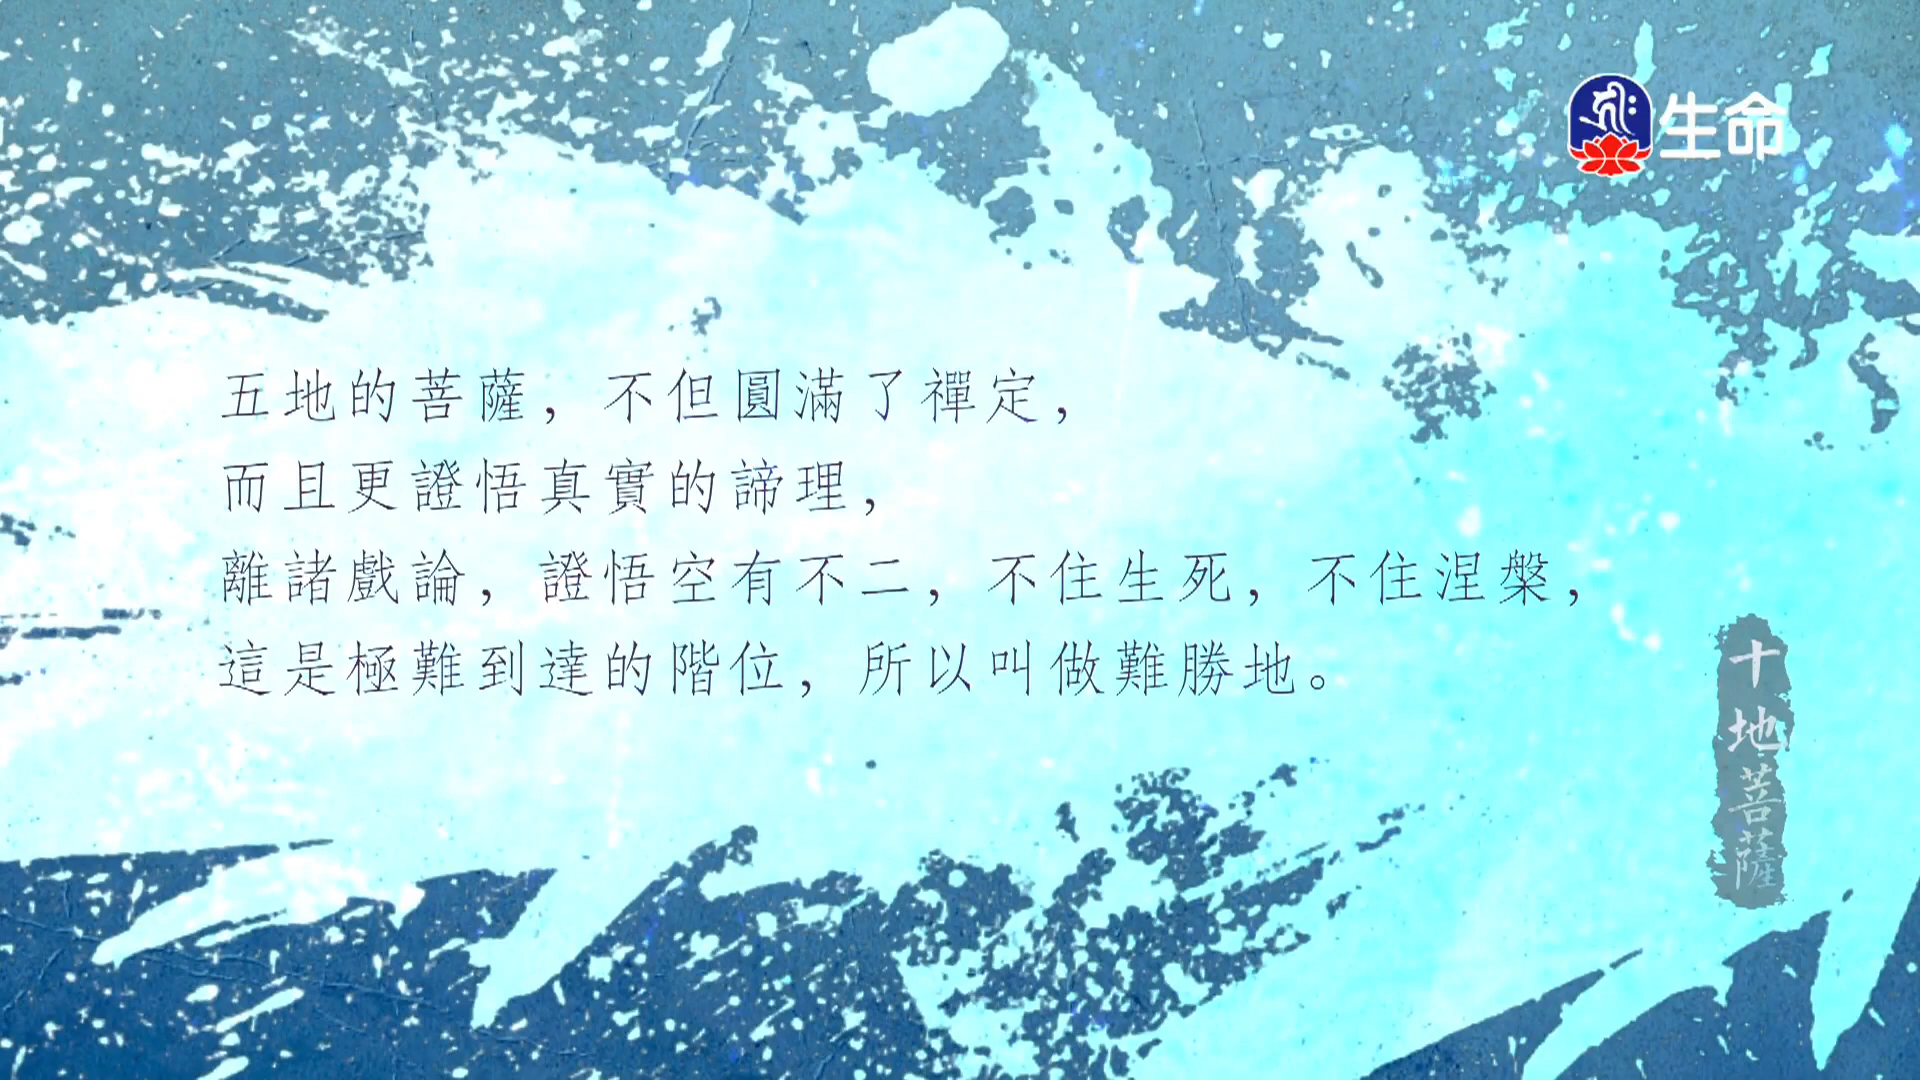 生命
五地的菩薩，不但圓滿了禪定，
而且更證悟真實的諦理，
離諸戲論，證悟空有不二，不住生死，不住涅槃，
這是極難到達的階位，所以叫做難勝地。
十地菩薩